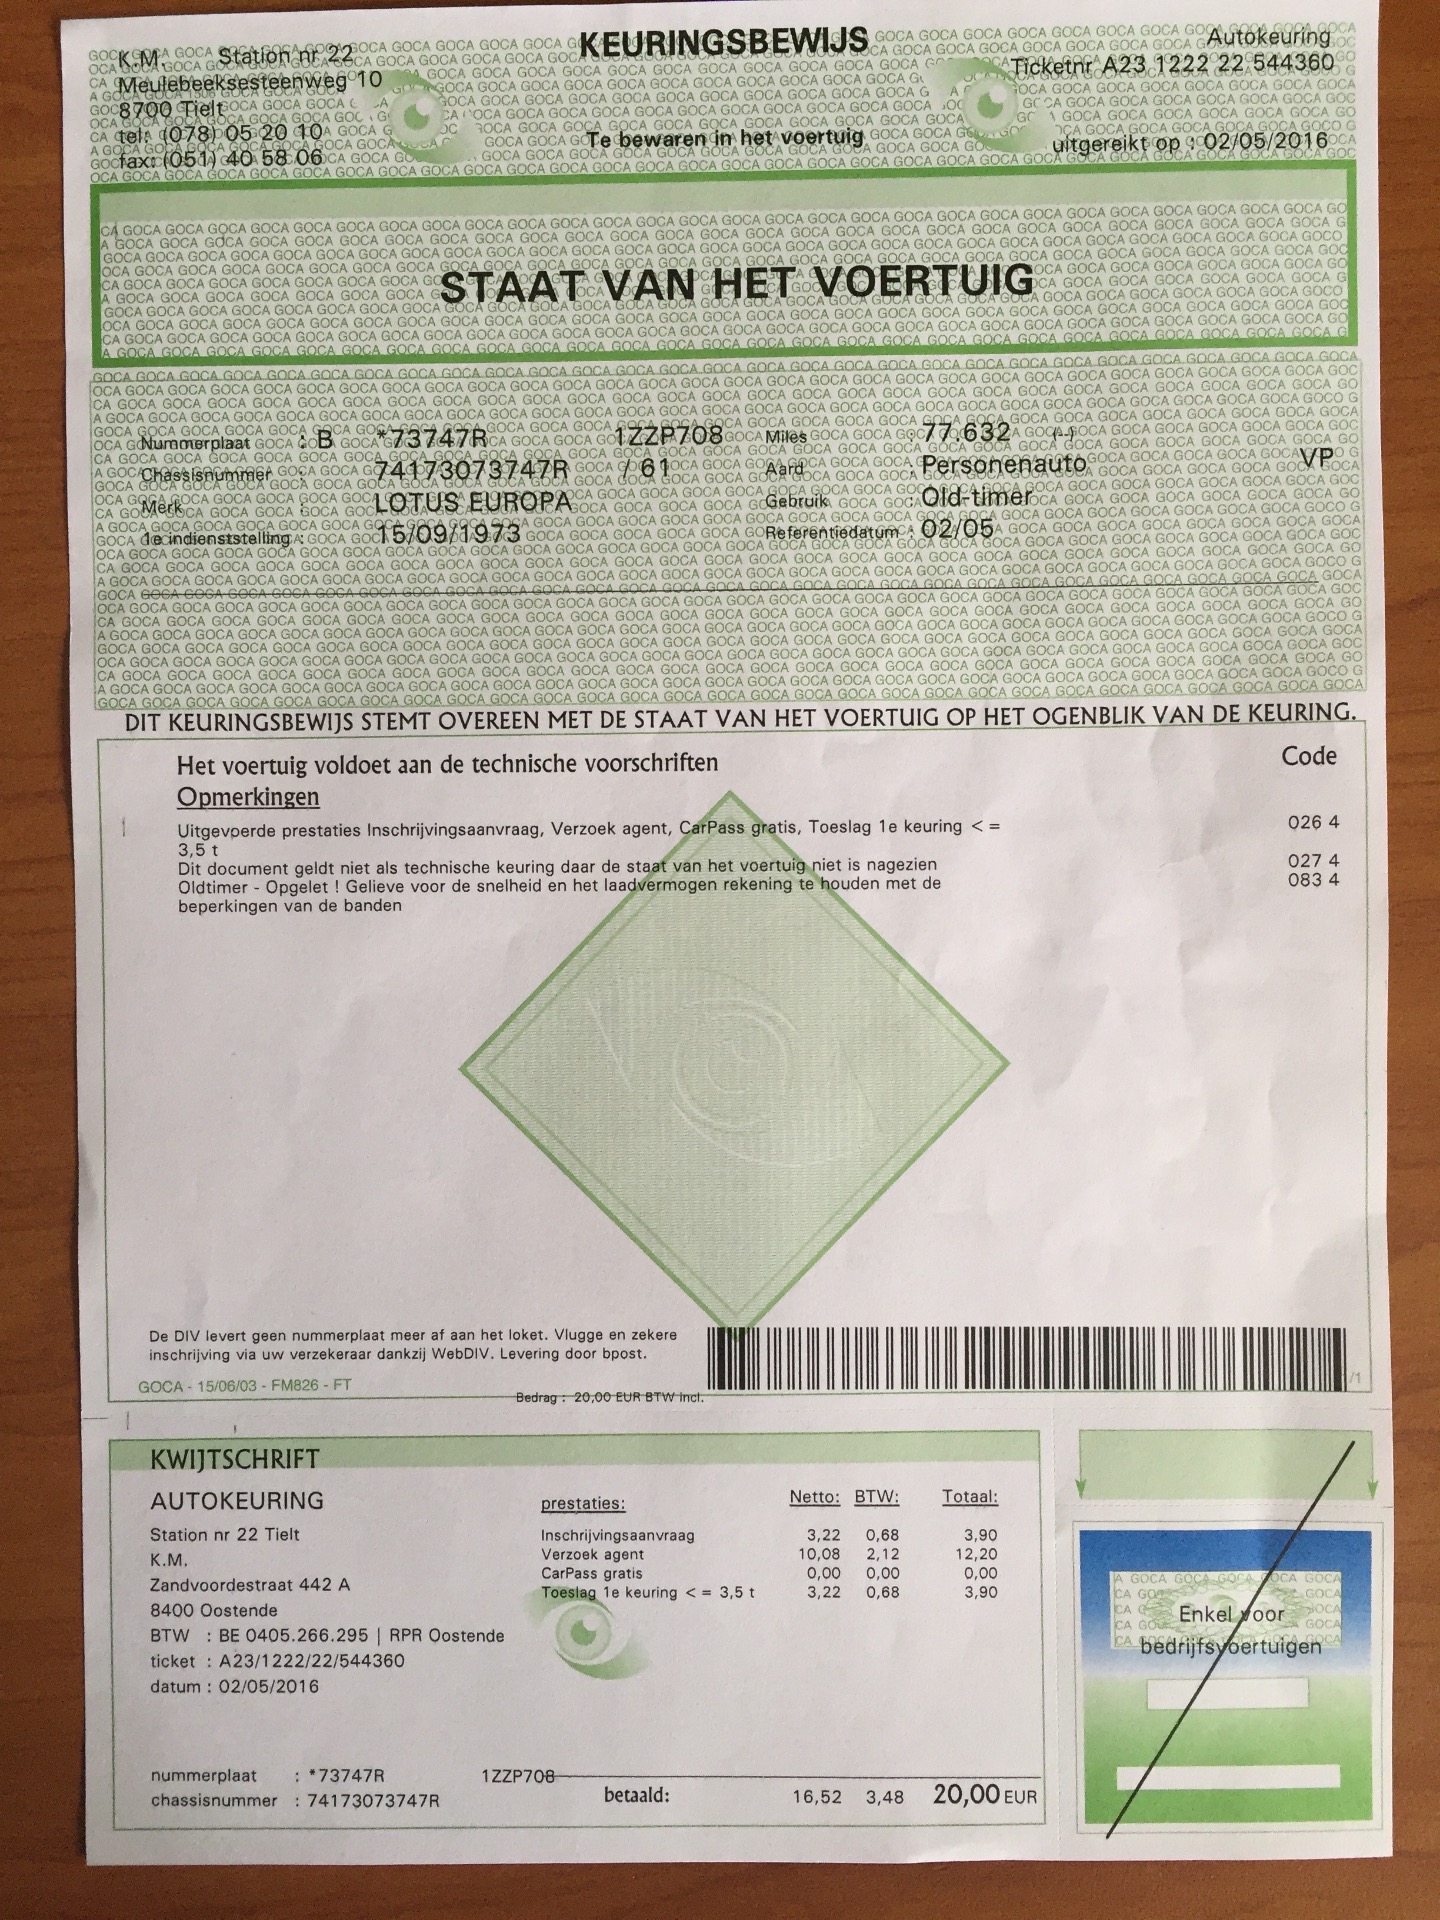 K.M. Station nr 22
Meulebeeksesteenweg 10
8700 Tielt
tel: (078) 05 20 10
fax: (051) 40 58 06
KEURINGSBEWIJS
Te bewaren in het voertuig
Autokeuring
Ticketnr A23 1222 22 544360
uitgereikt op : 02/05/2016
STAAT VAN HET VOERTUIG
Nummerplaat : B *73747R 1ZZP708 Miles : 77.632 (-)
Chassisnummer : 74173073747R / 61 Aard : Personenauto VP
Merk : LOTUS EUROPA Gebruik : Old-timer
1e indienststelling : 15/09/1973 Referentiedatum : 02/05
DIT KEURINGSBEWIJS STEMT OVEREEN MET DE STAAT VAN HET VOERTUIG OP HET OGENBLIK VAN DE KEURING.
Het voertuig voldoet aan de technische voorschriften Code
Opmerkingen
Uitgevoerde prestaties Inschrijvingsaanvraag, Verzoek agent, CarPass gratis, Toeslag 1e keuring < = 026 4
3,5 t
Dit document geldt niet als technische keuring daar de staat van het voertuig niet is nagezien 027 4
Oldtimer - Opgelet ! Gelieve voor de snelheid en het laadvermogen rekening te houden met de 083 4
beperkingen van de banden
De DIV levert geen nummerplaat meer af aan het loket. Vlugge en zekere
inschrijving via uw verzekeraar dankzij WebDIV. Levering door bpost.
GOCA - 15/06/03 - FM826 - FT
/1
Bedrag : 20,00 EUR BTW incl.
KWIJTSCHRIFT
AUTOKEURING
Station nr 22 Tielt
K.M.
Zandvoordestraat 442 A
8400 Oostende
BTW : BE 0405.266.295 | RPR Oostende
ticket : A23/1222/22/544360
datum : 02/05/2016
prestaties: Netto: BTW: Totaal:
Inschrijvingsaanvraag 3,22 0,68 3,90
Verzoek agent 10,08 2,12 12,20
CarPass gratis 0,00 0,00 0,00
Toeslag 1e keuring < = 3,5 t 3,22 0,68 3,90
nummerplaat : *73747R 1ZZP708
chassisnummer : 74173073747R
betaald: 16,52 3,48 20,00 EUR
Enkel voor
bedrijfsvoertuigen